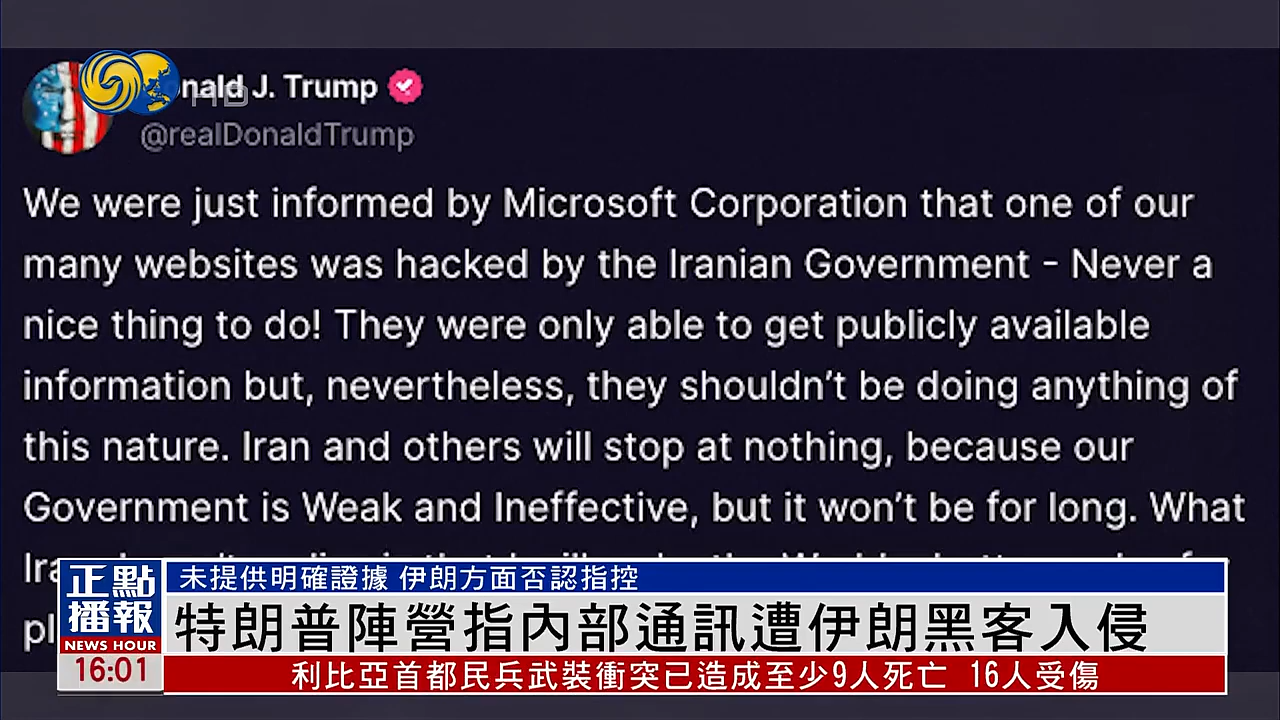 nald J. Trump
HD
@realDonaldTrump
We were just informed by Microsoft Corporation that one of our
many websites was hacked by the Iranian Government - Never a
nice thing to do! They were only able to get publicly available
information but, nevertheless, they shouldn't be doing anything of
this nature. Iran and others will stop at nothing, because our
Government is Weak and Ineffective, but it won't be for long. What
正點
播報
NEWS HOUR
16:01
未提供明確證據 伊朗方面否認指控
特朗普陣營指內部通訊遭伊朗黑客入侵
利比亞首都民兵武裝衝突已造成至少9人死亡 16人受傷